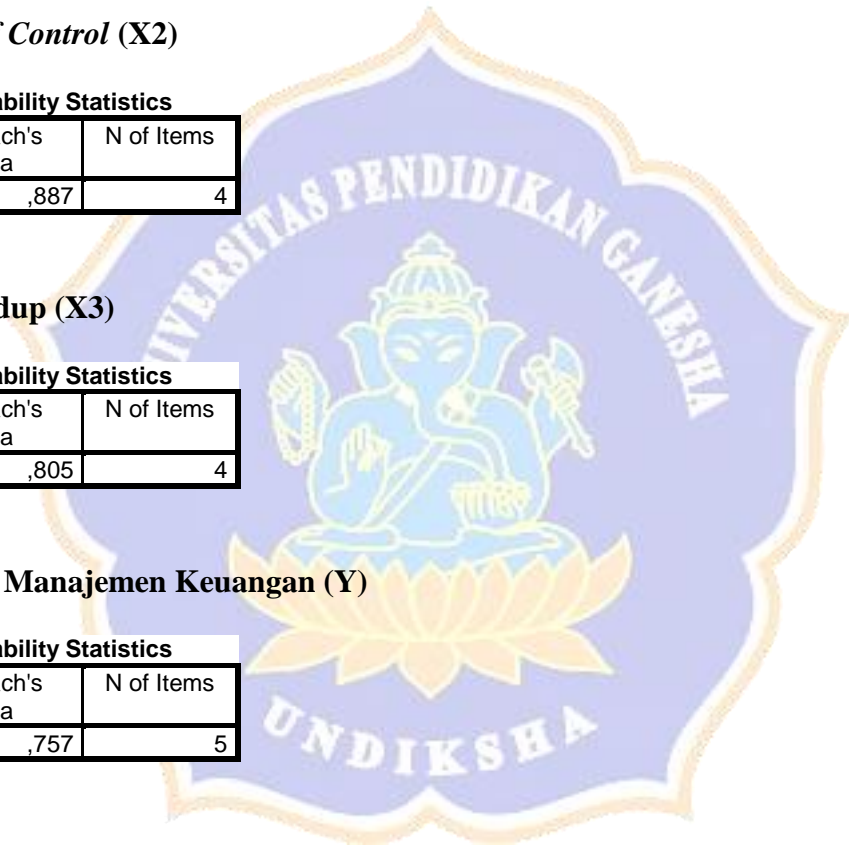 f Control (X2)
ability Statistics
ch's
a
N of Items
,887
4
dup (X3)
ability Statistics
ch's
a
N of Items
,805
4
Manajemen Keuangan (Y)
ability Statistics
ch's
a
N of Items
,757
5
UNIVERSITAS PENDIDIKAN GANESHA
UNDIKSHA